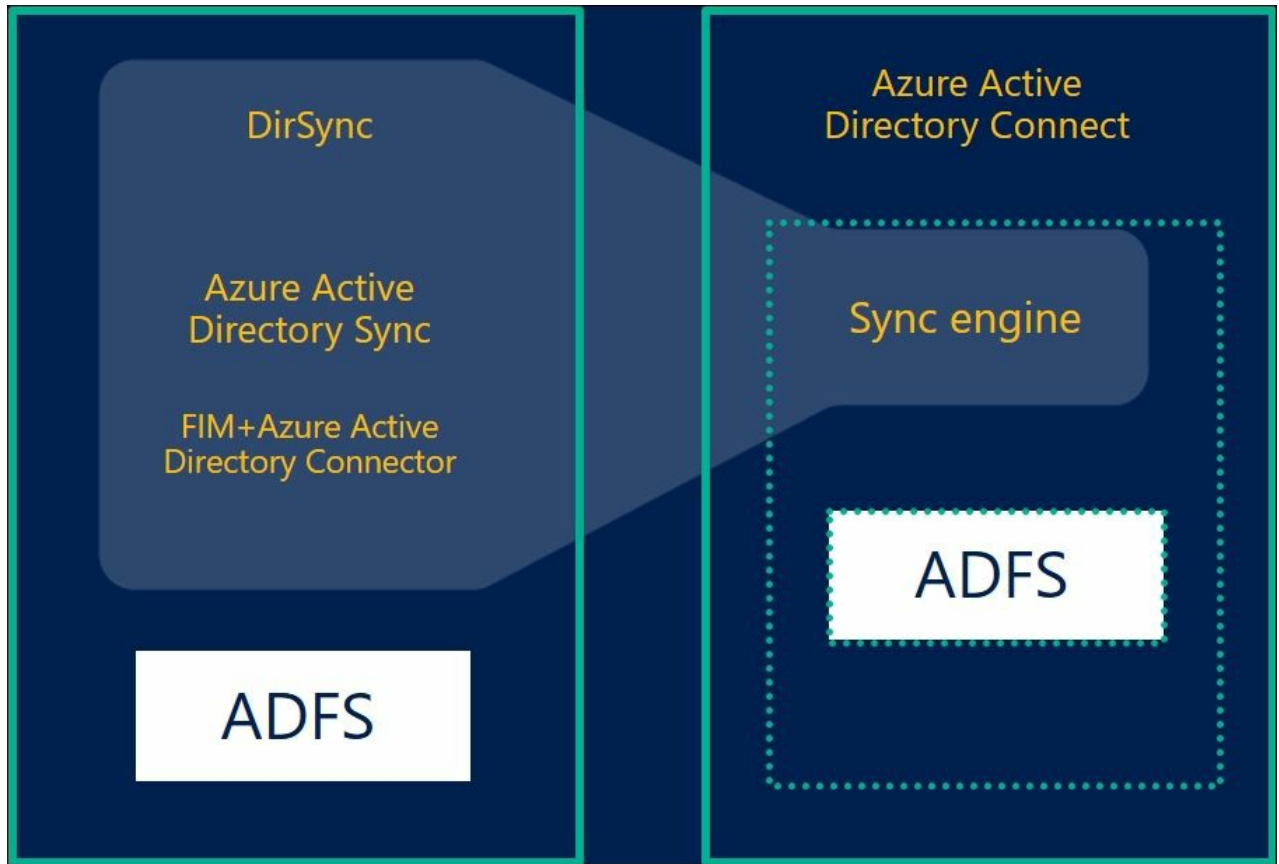 DirSync
Azure Active
Directory Sync
FIM+Azure Active
Directory Connector
ADFS
Azure Active
Directory Connect
Sync engine
ADFS